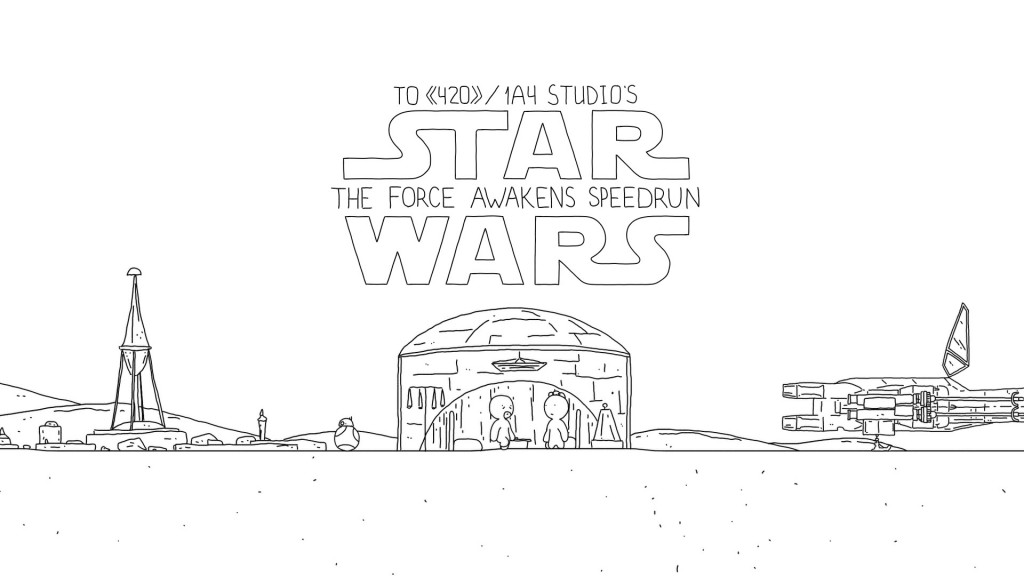 TO 《420》/ 1A4 STUDIO'S
STAR
THE FORCE AWAKENS SPEEDRUN
WARS